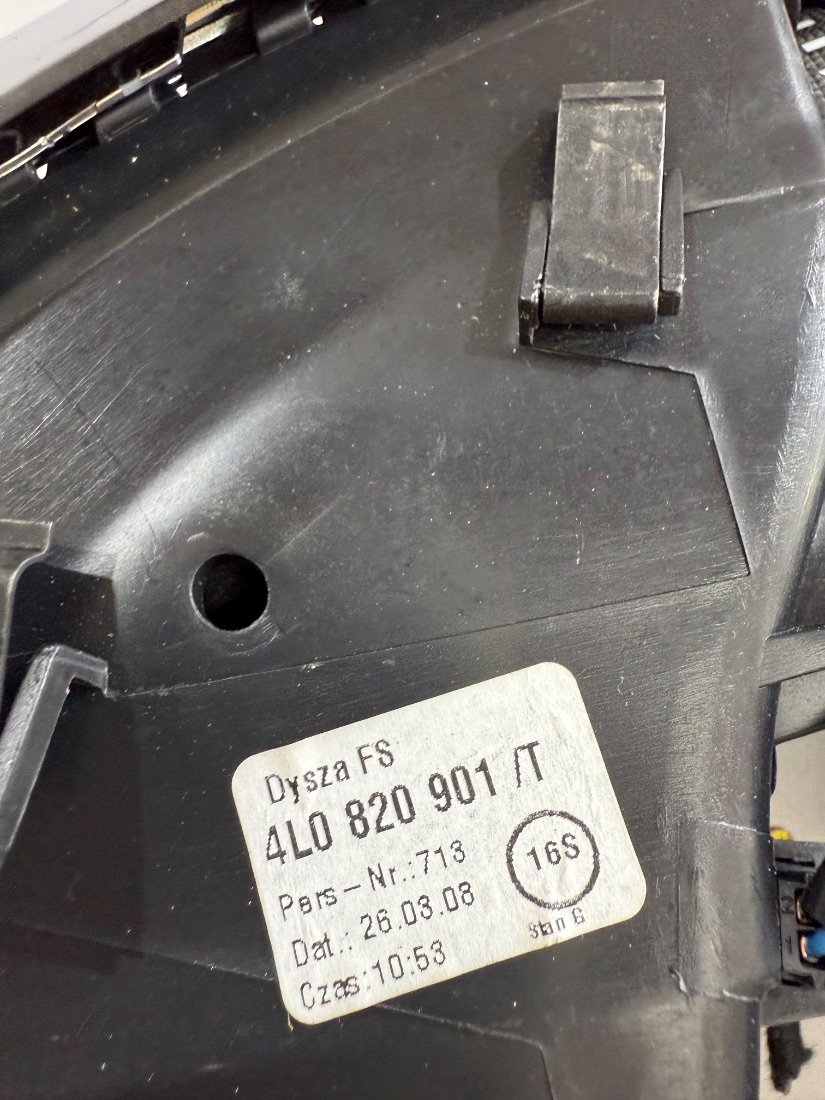 Dysza FS
4L0 820 901 /T
Pers-Nr.:713
16S
Dat.: 26.03.08
Stan G
Czas:10:53